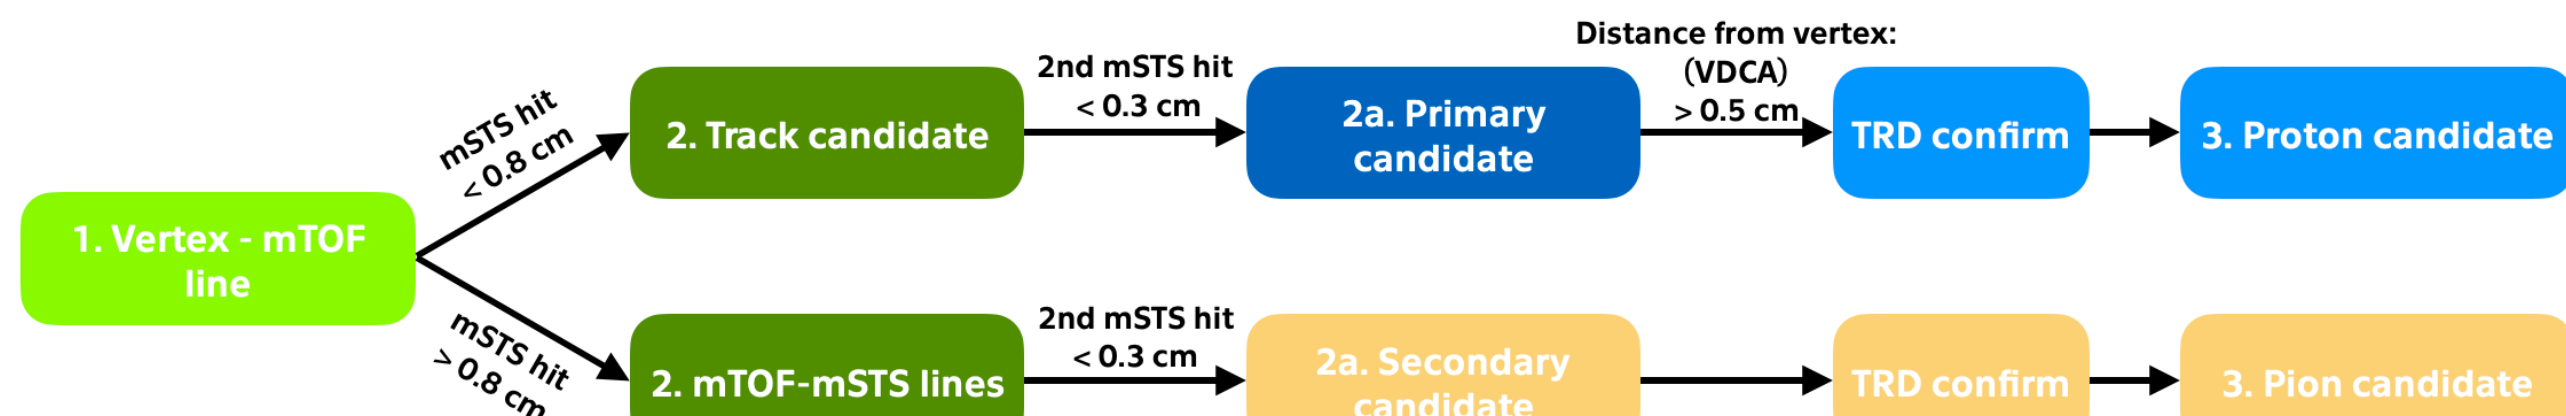 Distance from vertex:
(VDCA)
> 0.5 cm
2nd mSTS hit
< 0.3 cm
mSTS hit
< 0.8 cm
2. Track candidate
2a. Primary
candidate
TRD confirm
3. Proton candidate
1. Vertex - mTOF
line
mSTS hit
> 0.8 cm
2nd mSTS hit
< 0.3 cm
2. mTOF-mSTS lines
2a. Secondary
candidate
TRD confirm
3. Pion candidate